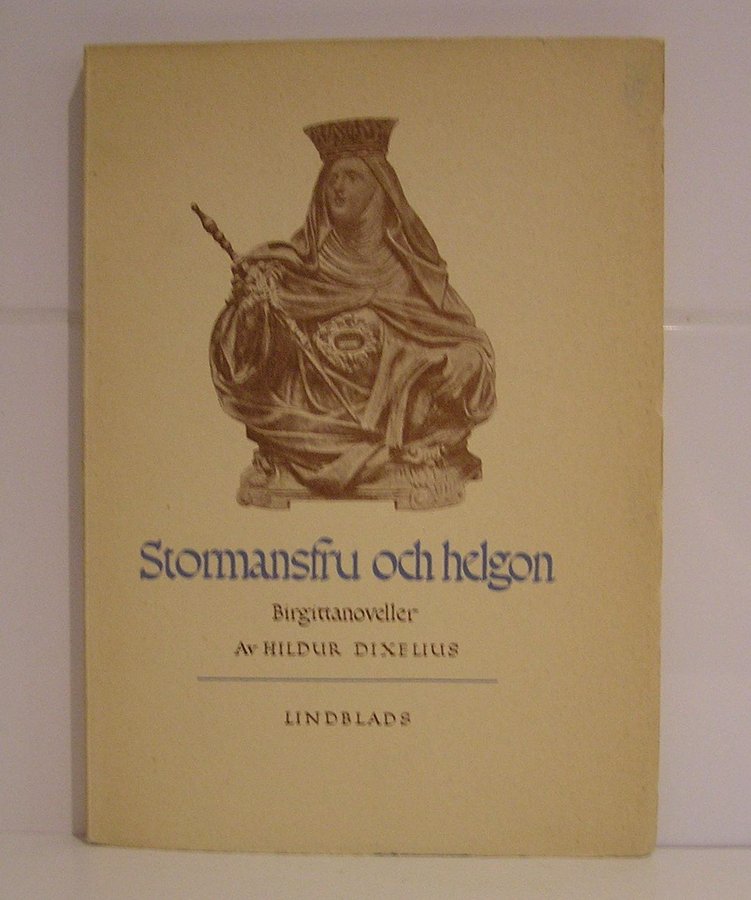 Stormansfru och helgon
Birgittanoveller
Av HILDUR DIXELIUS
LINDBLADS